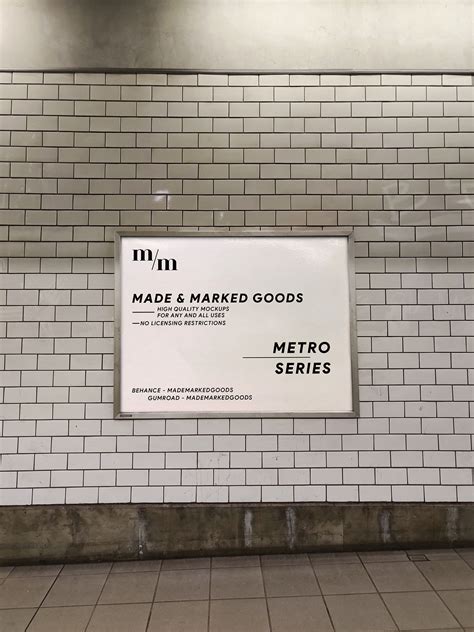 m/m
MADE & MARKED GOODS
HIGH QUALITY MOCKUPS
FOR ANY AND ALL USES
—NO LICENSING RESTRICTIONS
METRO
SERIES
BEHANCE - MADEMARKEDGOODS
GUMROAD - MADEMARKEDGOODS